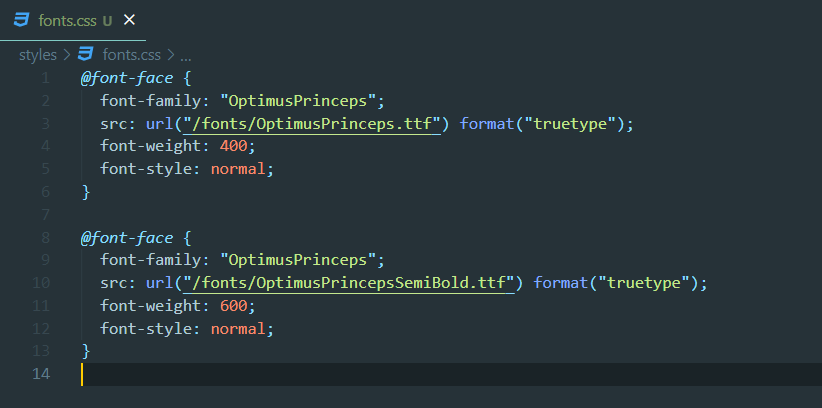 fonts.css U ×
styles > fonts.css > ...
1 @font-face {
2 font-family: "OptimusPrinceps";
3 src: url("/fonts/OptimusPrinceps.ttf") format("truetype");
4 font-weight: 400;
5 font-style: normal;
6 }
7
8 @font-face {
9 font-family: "OptimusPrinceps";
10 src: url("/fonts/OptimusPrincepsSemiBold.ttf") format("truetype");
11 font-weight: 600;
12 font-style: normal;
13 }
14